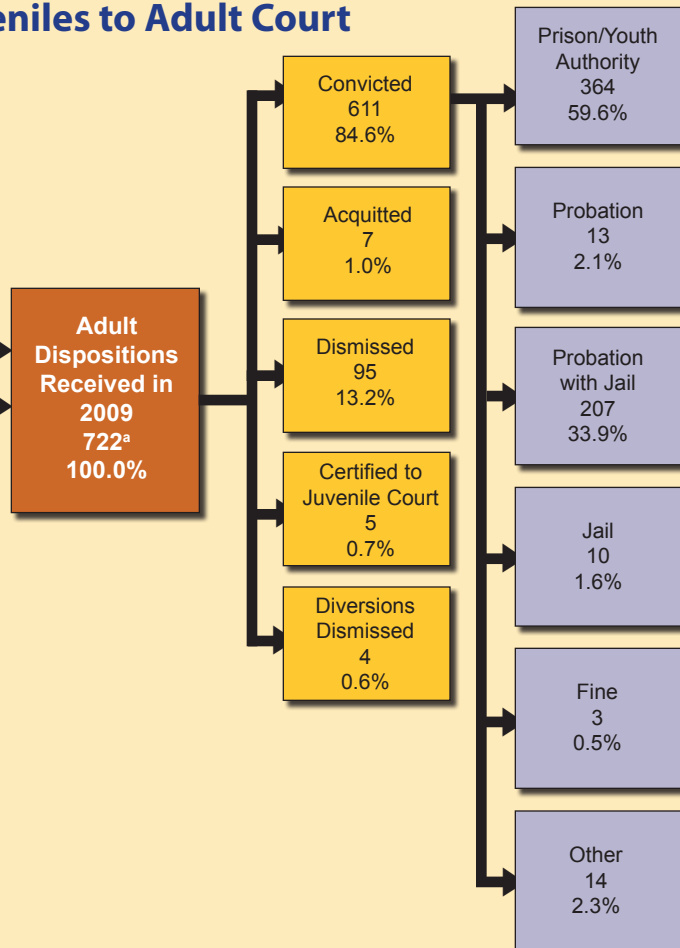 to Adult Court
Adult
Dispositions
Received in
2009
722ᵃ
100.0%
Convicted
611
84.6%
Acquitted
7
1.0%
Dismissed
95
13.2%
Certified to
Juvenile Court
5
0.7%
Diversions
Dismissed
4
0.6%
Prison/Youth
Authority
364
59.6%
Probation
13
2.1%
Probation
with Jail
207
33.9%
Jail
10
1.6%
Fine
3
0.5%
Other
14
2.3%